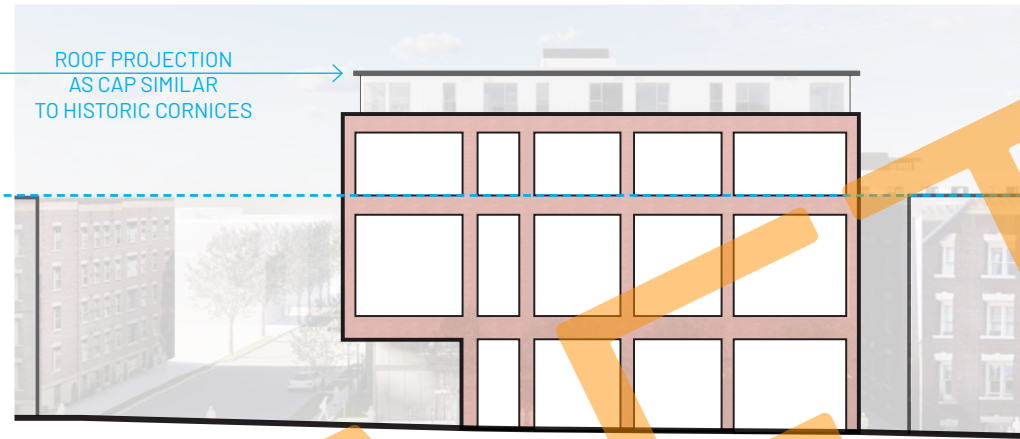 ROOF PROJECTION
AS CAP SIMILAR
TO HISTORIC CORNICES